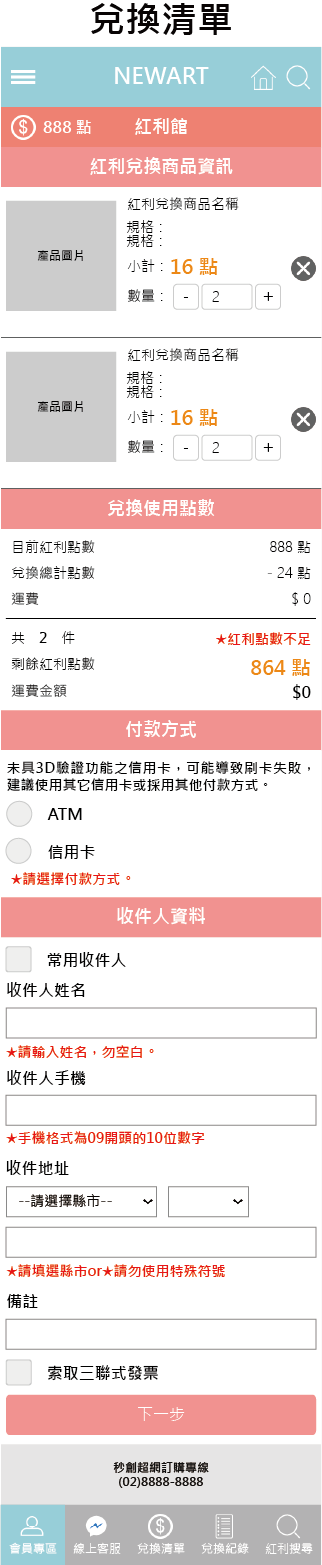 兌換清單
NEWART
$ 888 點 紅利館
紅利兌換商品資訊
產品圖片
紅利兌換商品名稱
規格：
規格：
小計：16 點
數量： - 2 +
產品圖片
紅利兌換商品名稱
規格：
規格：
小計：16 點
數量： - 2 +
兌換使用點數
目前紅利點數 888 點
兌換總計點數 - 24 點
運費 $ 0
共 2 件 ★紅利點數不足
剩餘紅利點數 864 點
運費金額 $0
付款方式
未具3D驗證功能之信用卡，可能導致刷卡失敗，
建議使用其它信用卡或採用其他付款方式。
ATM
信用卡
★請選擇付款方式。
收件人資料
常用收件人
收件人姓名
★請輸入姓名，勿空白。
收件人手機
★手機格式為09開頭的10位數字
收件地址
--請選擇縣市--
★請填選縣市or★請勿使用特殊符號
備註
索取三聯式發票
下一步
秒創超網訂購專線
(02)8888-8888
會員專區 線上客服 $ 兌換清單 兌換紀錄 紅利搜尋